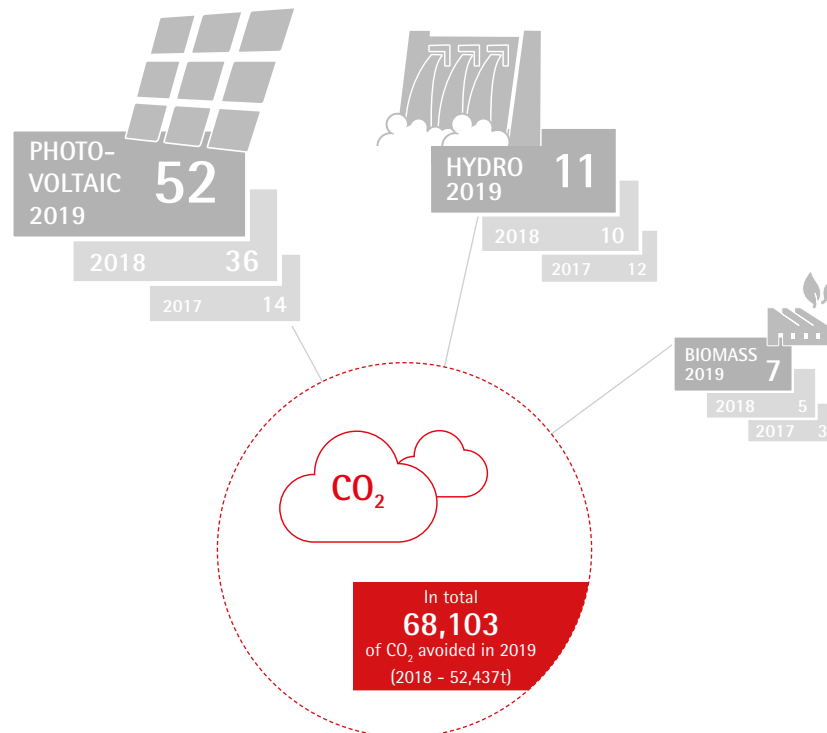 PHOTO-
VOLTAIC
2019
52
2018 36
2017 14
HYDRO
2019
11
2018 10
2017 12
BIOMASS
2019
7
2018 5
2017 3
CO₂
In total
68,103
of CO₂ avoided in 2019
(2018 - 52,437t)